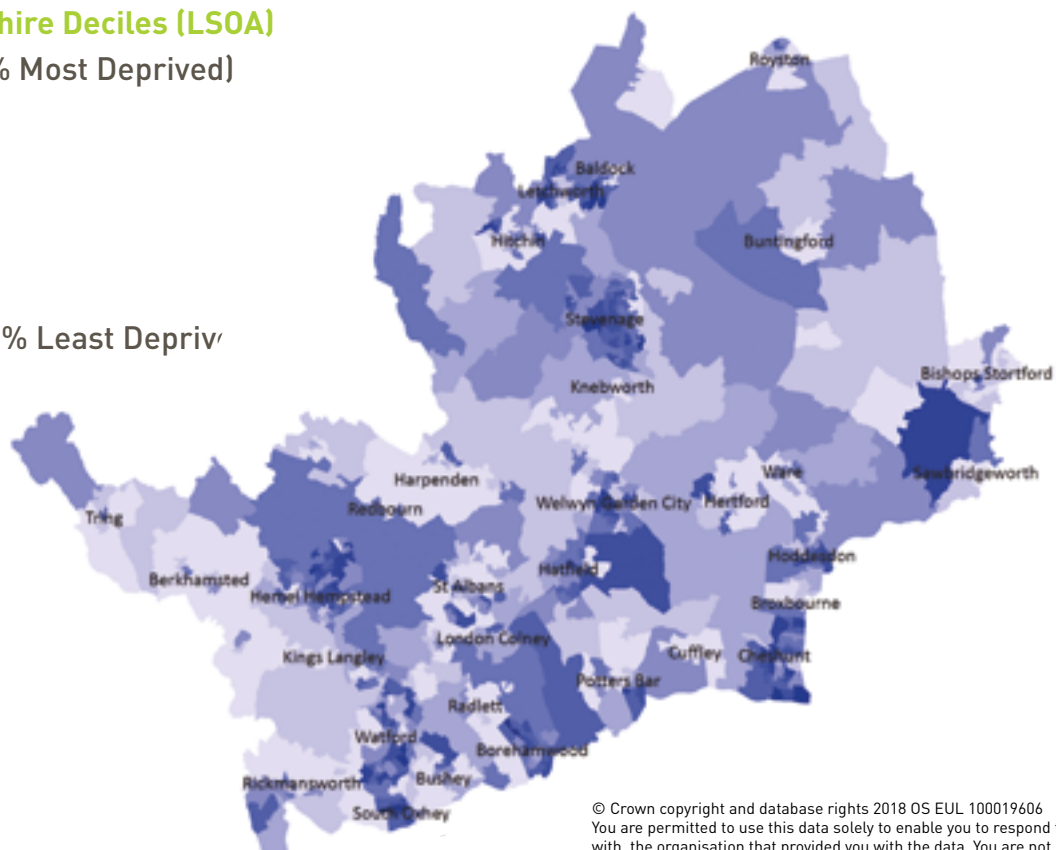 hire Deciles (LSOA)
% Most Deprived)
% Least Depriv
Royston
Baldock
Letchworth
Hitchin
Buntingford
Stevenage
Bishops Stortford
Knebworth
Sawbridgeworth
Harpenden
Ware
Redbourn
Welwyn Garden City
Hertford
Tring
Hoddesdon
Hatfield
Berkhamsted
St Albans
Hemel Hempstead
Broxbourne
London Colney
Cuffley
Cheshunt
Kings Langley
Potters Bar
Radlett
Watford
Borehamwood
Rickmansworth
Bushey
South Oxhey
© Crown copyright and database rights 2018 OS EUL 100019606
You are permitted to use this data solely to enable you to respond
with, the organisation that provided you with the data. You are not